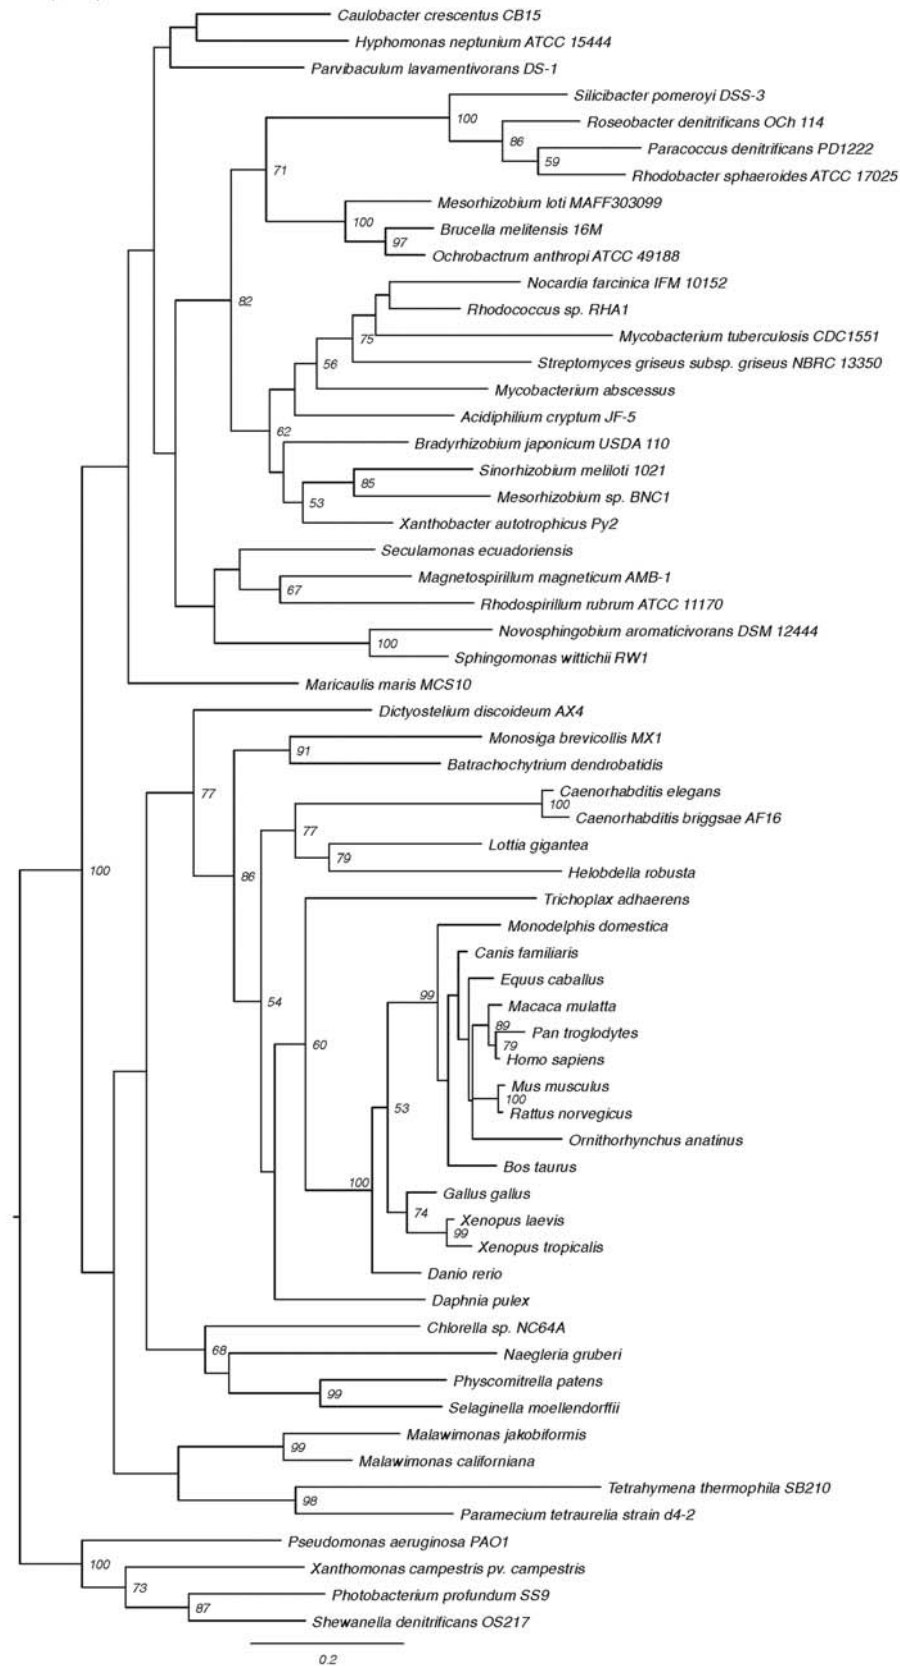 Caulobacter crescentus CB15
Hyphomonas neptunium ATCC 15444
Parvibaculum lavamentivorans DS-1
Silicibacter pomeroyi DSS-3
100
Roseobacter denitrificans OCh 114
86
Paracoccus denitrificans PD1222
59
71
Rhodobacter sphaeroides ATCC 17025
Mesorhizobium loti MAFF303099
100
Brucella melitensis 16M
97
Ochrobactrum anthropi ATCC 49188
Nocardia farcinica IFM 10152
82
Rhodococcus sp. RHA1
75
Mycobacterium tuberculosis CDC1551
56
Streptomyces griseus subsp. griseus NBRC 13350
Mycobacterium abscessus
Acidiphilium cryptum JF-5
62
Bradyrhizobium japonicum USDA 110
Sinorhizobium meliloti 1021
85
Mesorhizobium sp. BNC1
53
Xanthobacter autotrophicus Py2
Seculamonas ecuadoriensis
Magnetospirillum magneticum AMB-1
67
Rhodospirillum rubrum ATCC 11170
Novosphingobium aromaticivorans DSM 12444
100
Sphingomonas wittichii RW1
Maricaulis maris MCS10
Dictyostelium discoideum AX4
Monosiga brevicollis MX1
91
Batrachochytrium dendrobatidis
77
Caenorhabditis elegans
100
Caenorhabditis briggsae AF16
77
Lottia gigantea
79
Helobdella robusta
100
86
Trichoplax adhaerens
Monodelphis domestica
Canis familiaris
Equus caballus
99
54
Macaca mulatta
89
Pan troglodytes
60
79
Homo sapiens
Mus musculus
100
53
Rattus norvegicus
Ornithorhynchus anatinus
Bos taurus
100
Gallus gallus
74
Xenopus laevis
99
Xenopus tropicalis
Danio rerio
Daphnia pulex
Chlorella sp. NC64A
68
Naegleria gruberi
Physcomitrella patens
99
Selaginella moellendorffii
Malawimonas jakobiformis
99
Malawimonas californiana
Tetrahymena thermophila SB210
98
Paramecium tetraurelia strain d4-2
Pseudomonas aeruginosa PAO1
100
Xanthomonas campestris pv. campestris
73
Photobacterium profundum SS9
87
Shewanella denitrificans OS217
0.2